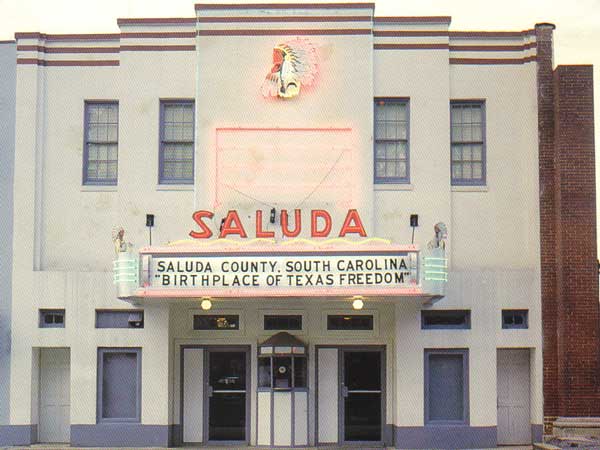 SALUDA
SALUDA COUNTY, SOUTH CAROLINA
"BIRTHPLACE OF TEXAS FREEDOM"